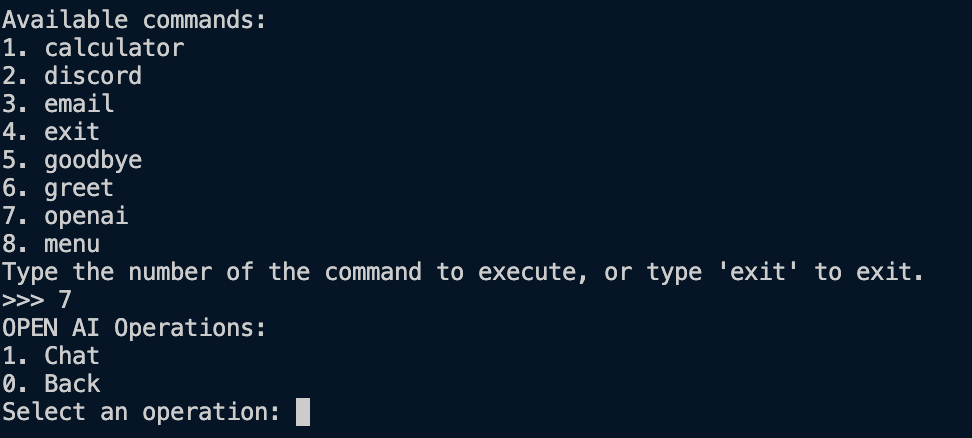 Available commands:
1. calculator
2. discord
3. email
4. exit
5. goodbye
6. greet
7. openai
8. menu
Type the number of the command to execute, or type 'exit' to exit.
>>> 7
OPEN AI Operations:
1. Chat
0. Back
Select an operation: